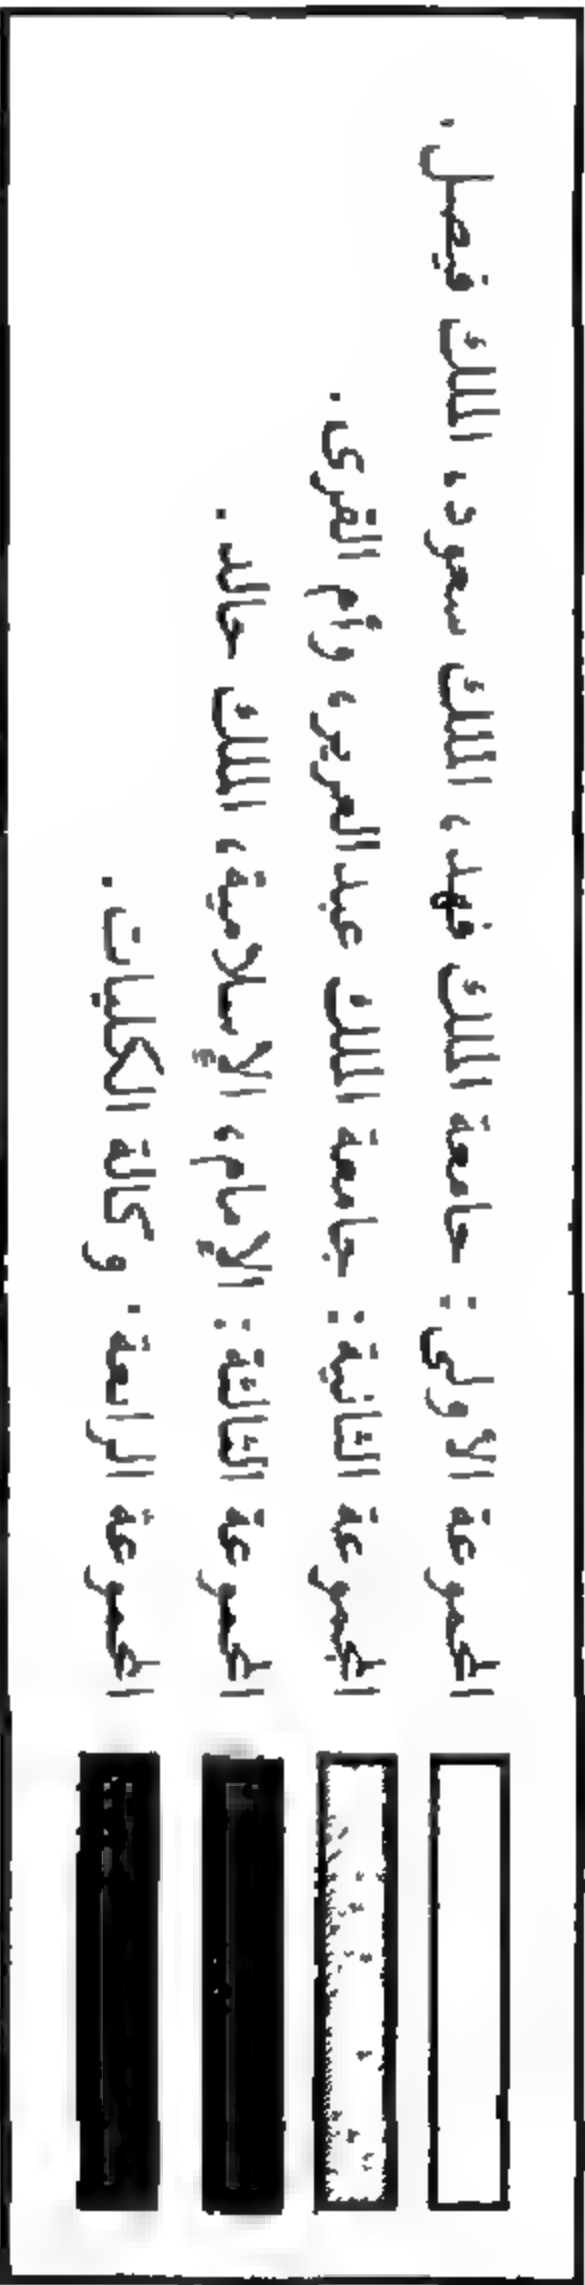 المجموعة الأولى: جامعة الملك فهد، الملك سعود، الملك فيصل.
المجموعة الثانية: جامعة الملك عبدالعزيز، وأم القرى.
المجموعة الثالثة: الإمام، الإسلامية، الملك خالد.
المجموعة الرابعة: وكالة الكليات.